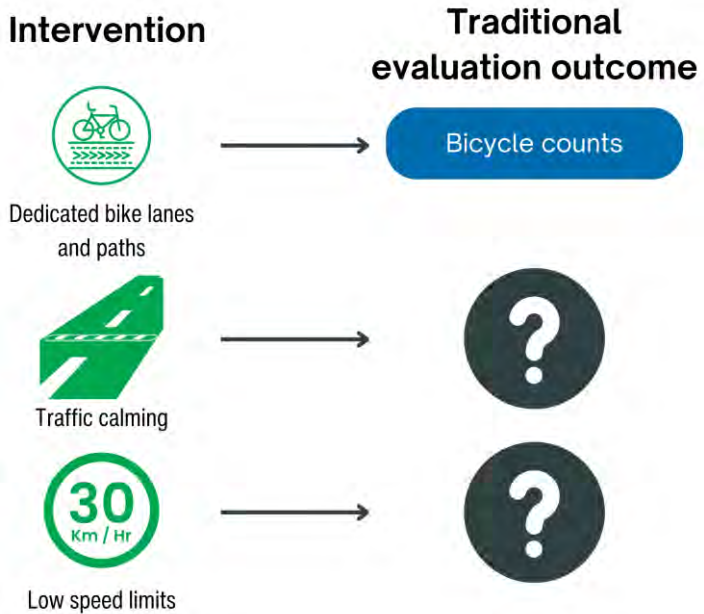 Intervention
Traditional
evaluation outcome
Bicycle counts
Dedicated bike lanes
and paths
?
Traffic calming
30
Km / Hr
?
Low speed limits